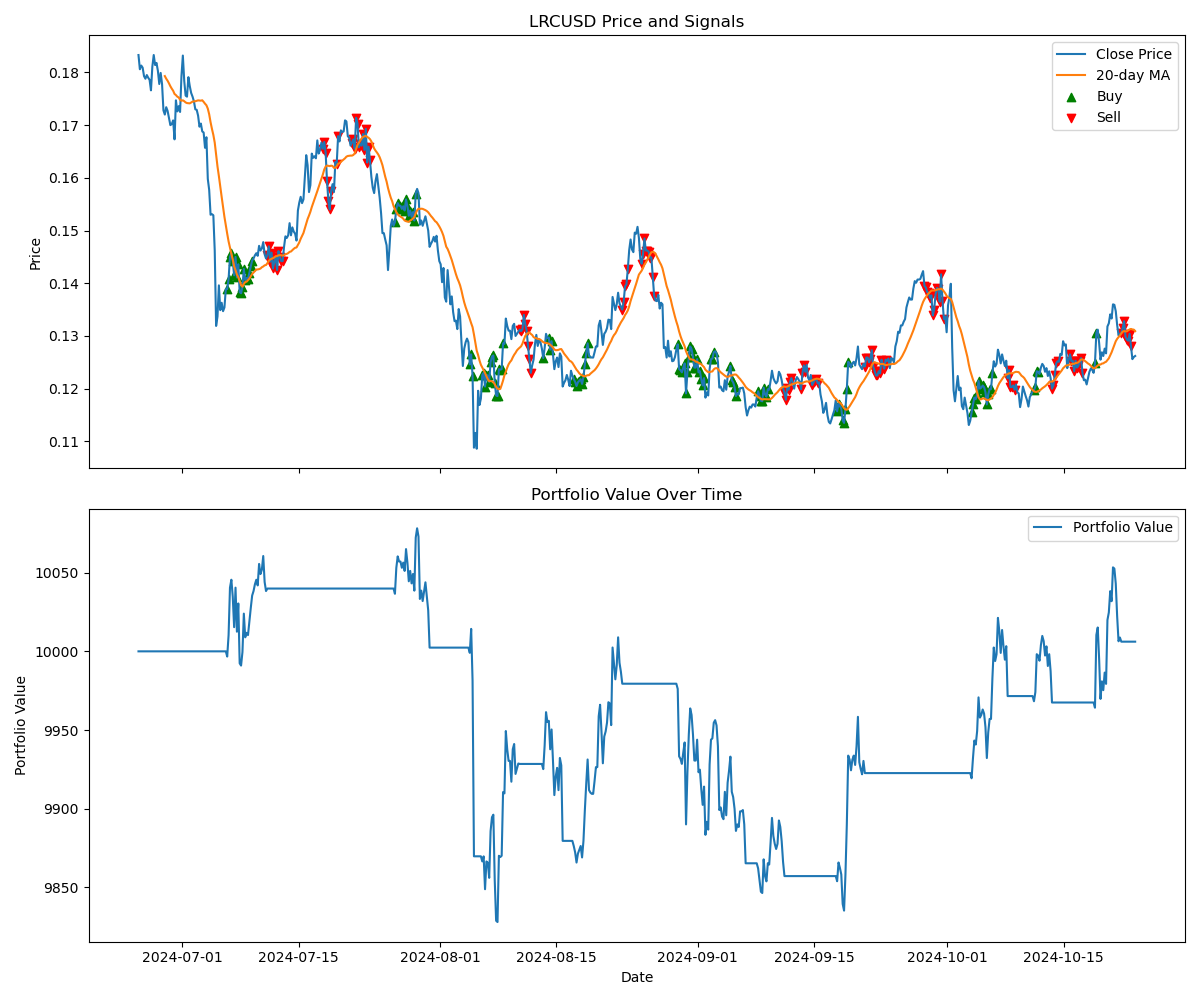 LRCUSD Price and Signals
Price
0.18
0.17
0.16
0.15
0.14
0.13
0.12
0.11
Close Price
20-day MA
Buy
Sell
Portfolio Value Over Time
Portfolio Value
10050
10000
9950
9900
9850
Portfolio Value
2024-07-01
2024-07-15
2024-08-01
2024-08-15
2024-09-01
2024-09-15
2024-10-01
2024-10-15
Date